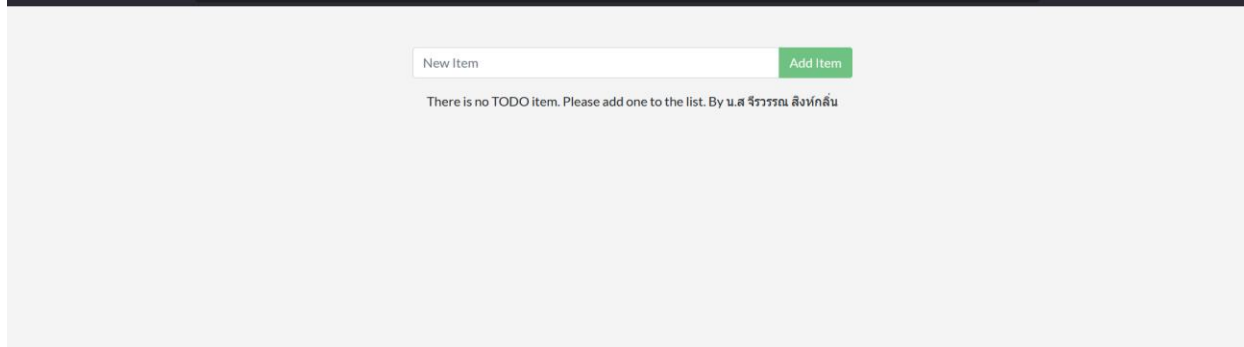 New Item
Add Item
There is no TODO item. Please add one to the list. By น.ส จีรวรรณ สิงห์กลิ่น